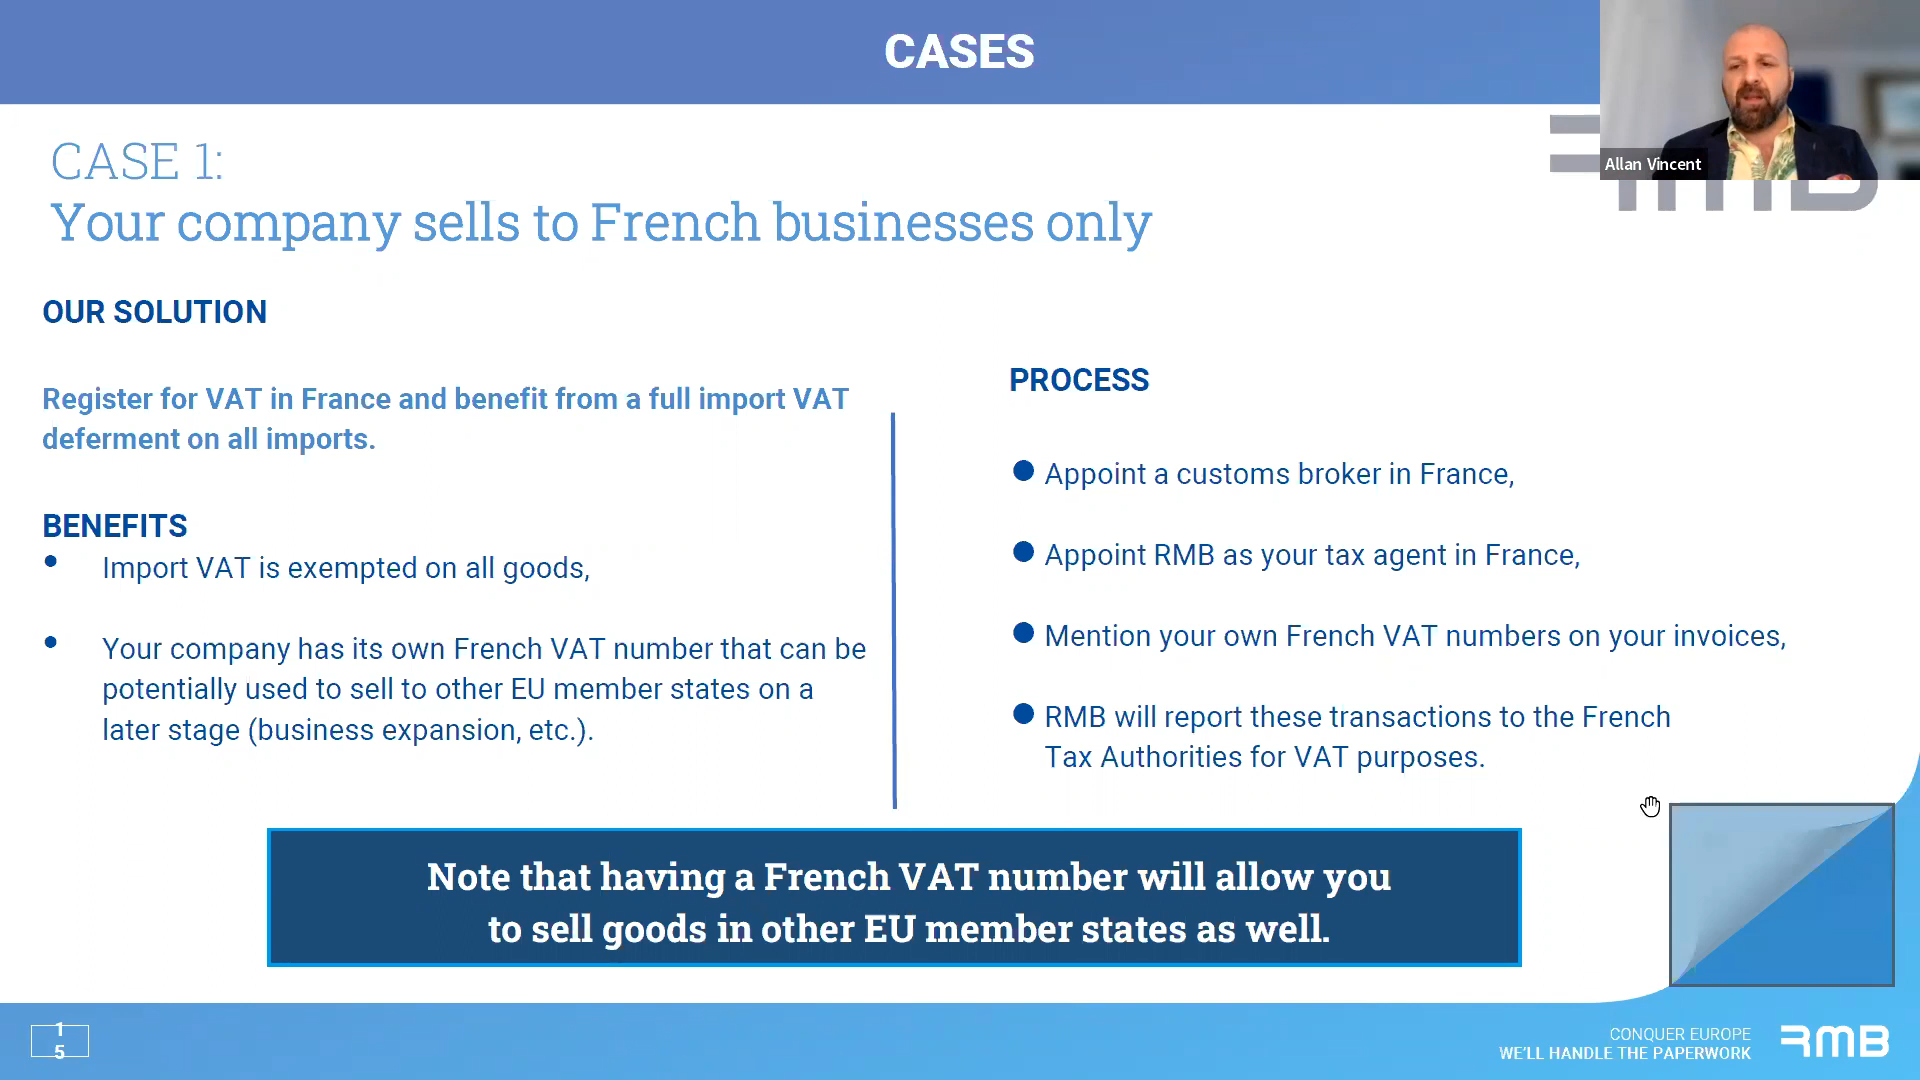 CASES
Allan Vincent
CASE 1:
Your company sells to French businesses only
OUR SOLUTION
Register for VAT in France and benefit from a full import VAT
deferment on all imports.
BENEFITS
• Import VAT is exempted on all goods,
• Your company has its own French VAT number that can be
potentially used to sell to other EU member states on a
later stage (business expansion, etc.).
PROCESS
● Appoint a customs broker in France,
● Appoint RMB as your tax agent in France,
● Mention your own French VAT numbers on your invoices,
● RMB will report these transactions to the French
Tax Authorities for VAT purposes.
Note that having a French VAT number will allow you
to sell goods in other EU member states as well.
1
5
CONQUER EUROPE
WE'LL HANDLE THE PAPERWORK
RMB